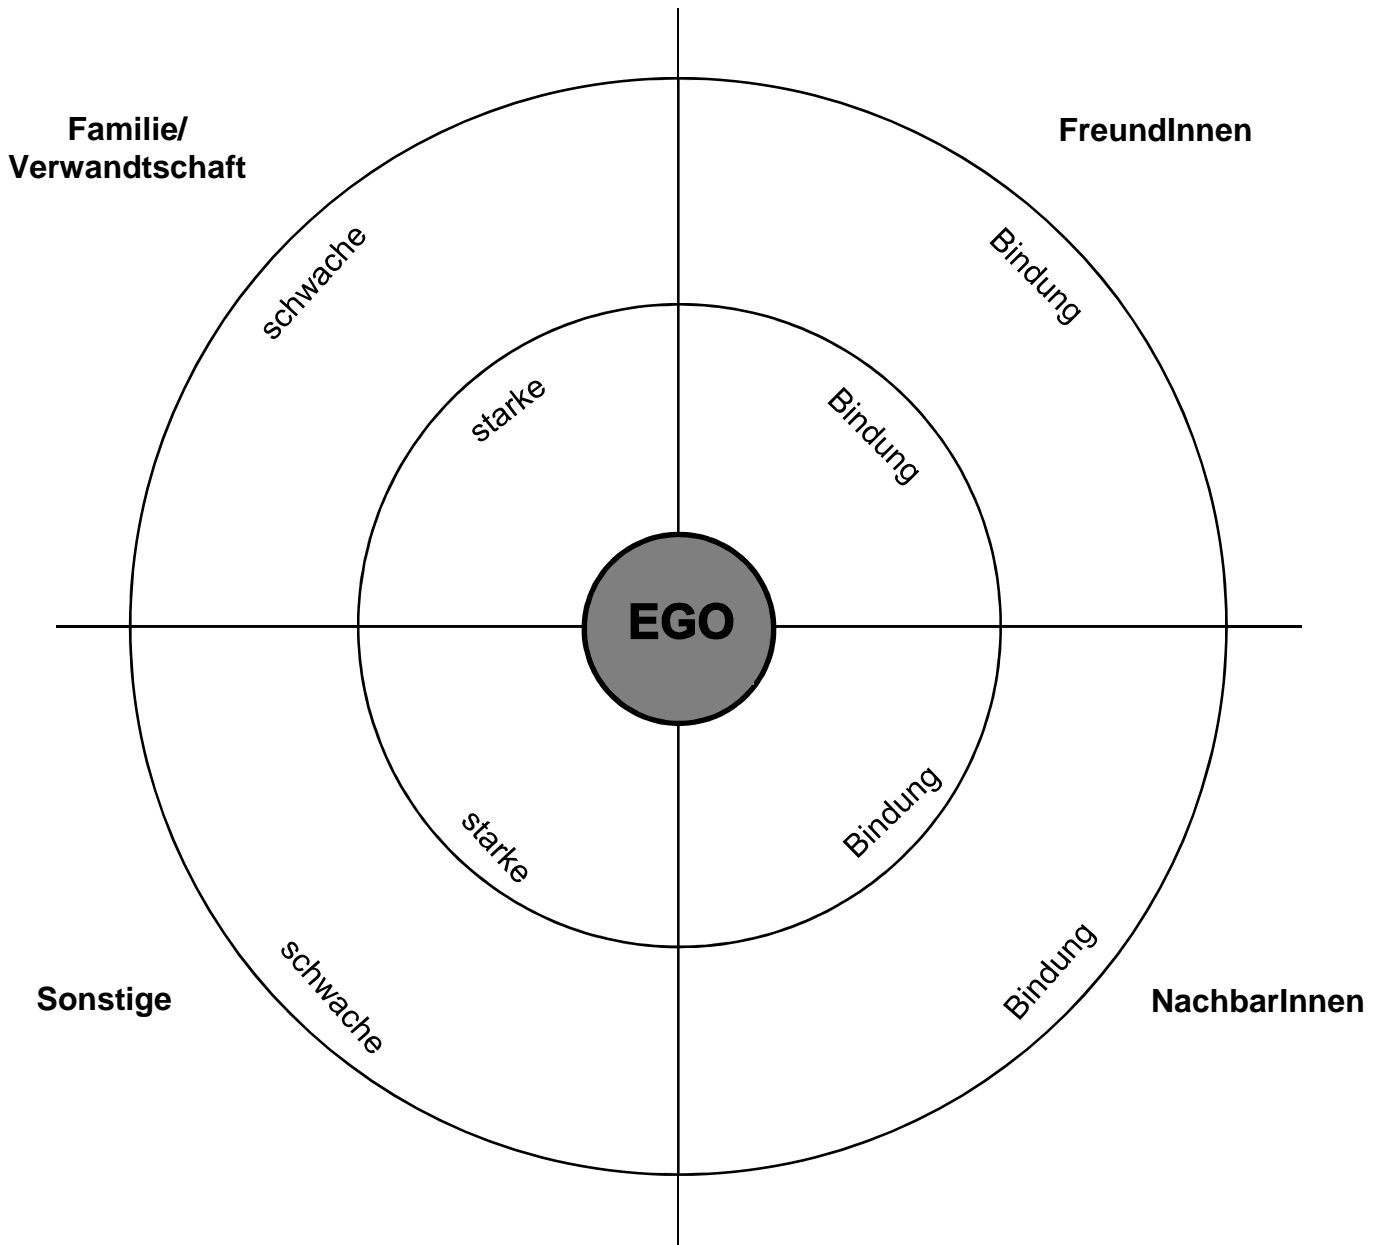 Familie/
Verwandtschaft
FreundInnen
schwache
Bindung
starke
Bindung
EGO
starke
Bindung
schwache
Bindung
Sonstige
NachbarInnen